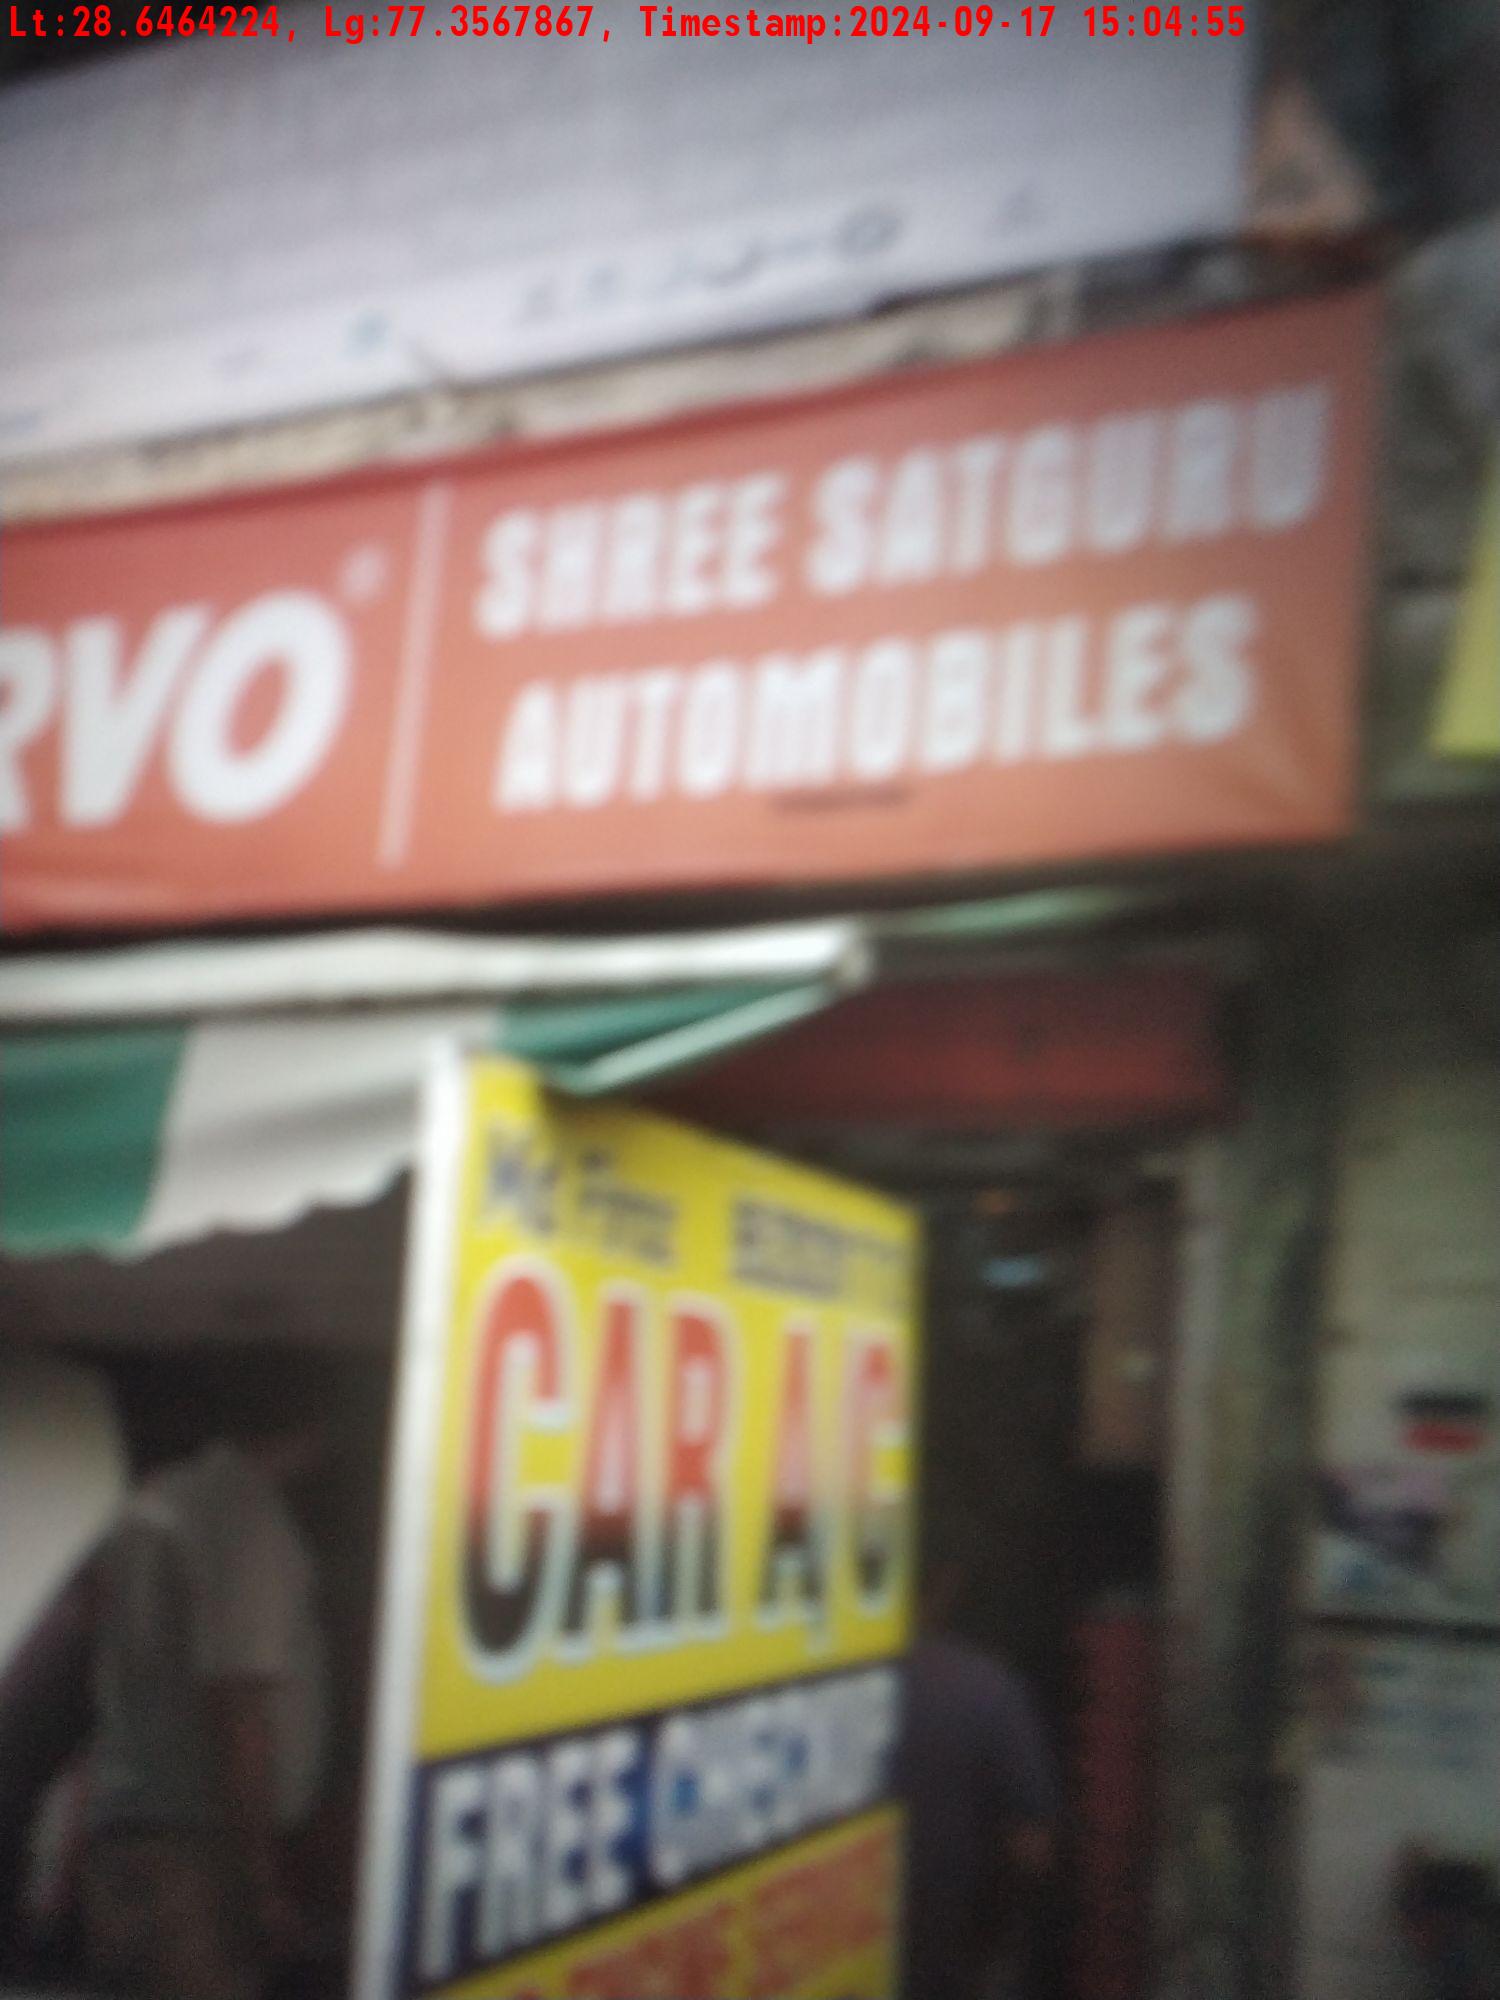 Lt:28.6464224, Lg:77.3567867, Timestamp:2024-09-17 15:04:55
RVO
SHREE SATGURU
AUTOMOBILES
CAR A/C
FREE CHECKING